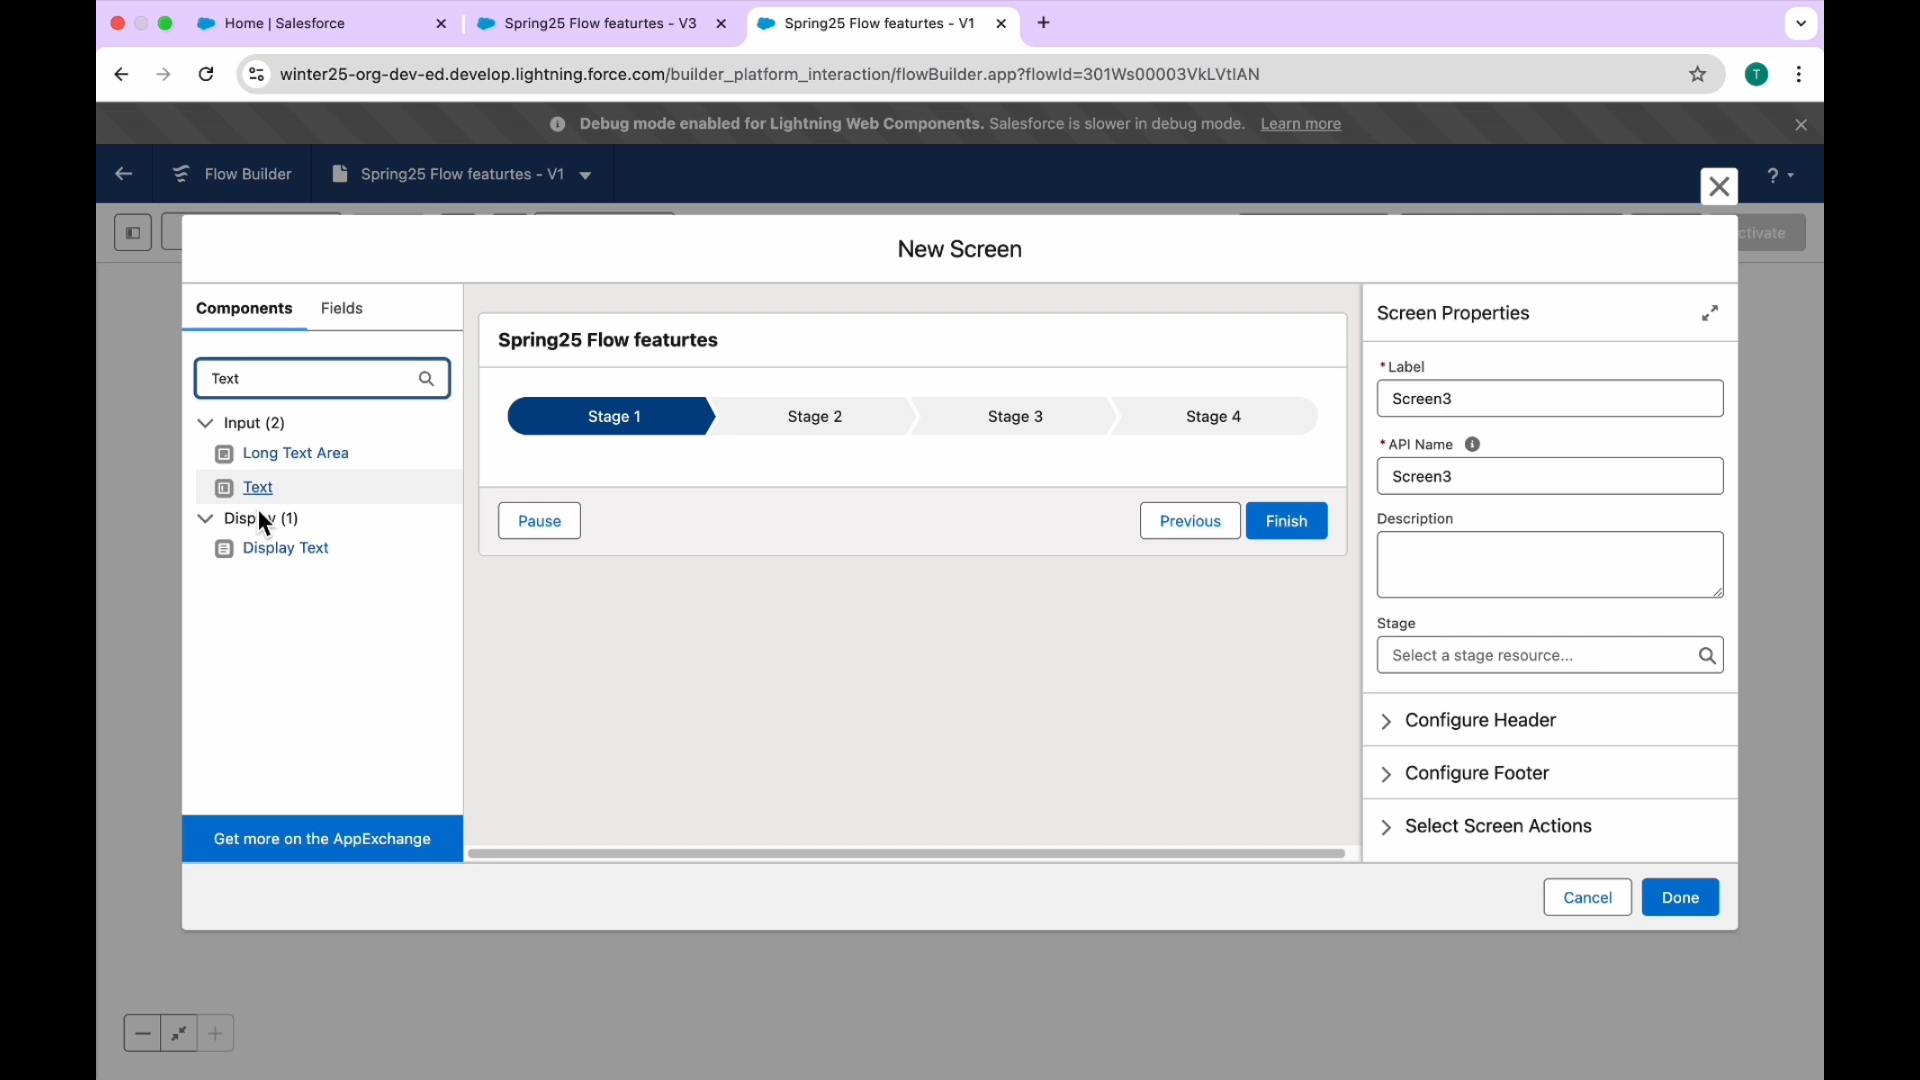 Home | Salesforce
Spring25 Flow featurtes - V3
Spring25 Flow featurtes - V1
winter25-org-dev-ed.develop.lightning.force.com/builder_platform_interaction/flowBuilder.app?flowId=301Ws00003VkLVtIAN
T
Debug mode enabled for Lightning Web Components. Salesforce is slower in debug mode. Learn more
Flow Builder
Spring25 Flow featurtes - V1
?
ctivate
New Screen
Components
Fields
Text
Input (2)
Long Text Area
Text
Display (1)
Display Text
Get more on the AppExchange
Spring25 Flow featurtes
Stage 1
Stage 2
Stage 3
Stage 4
Pause
Previous
Finish
Screen Properties
*Label
Screen3
*API Name
Screen3
Description
Stage
Select a stage resource...
Configure Header
Configure Footer
Select Screen Actions
Cancel
Done